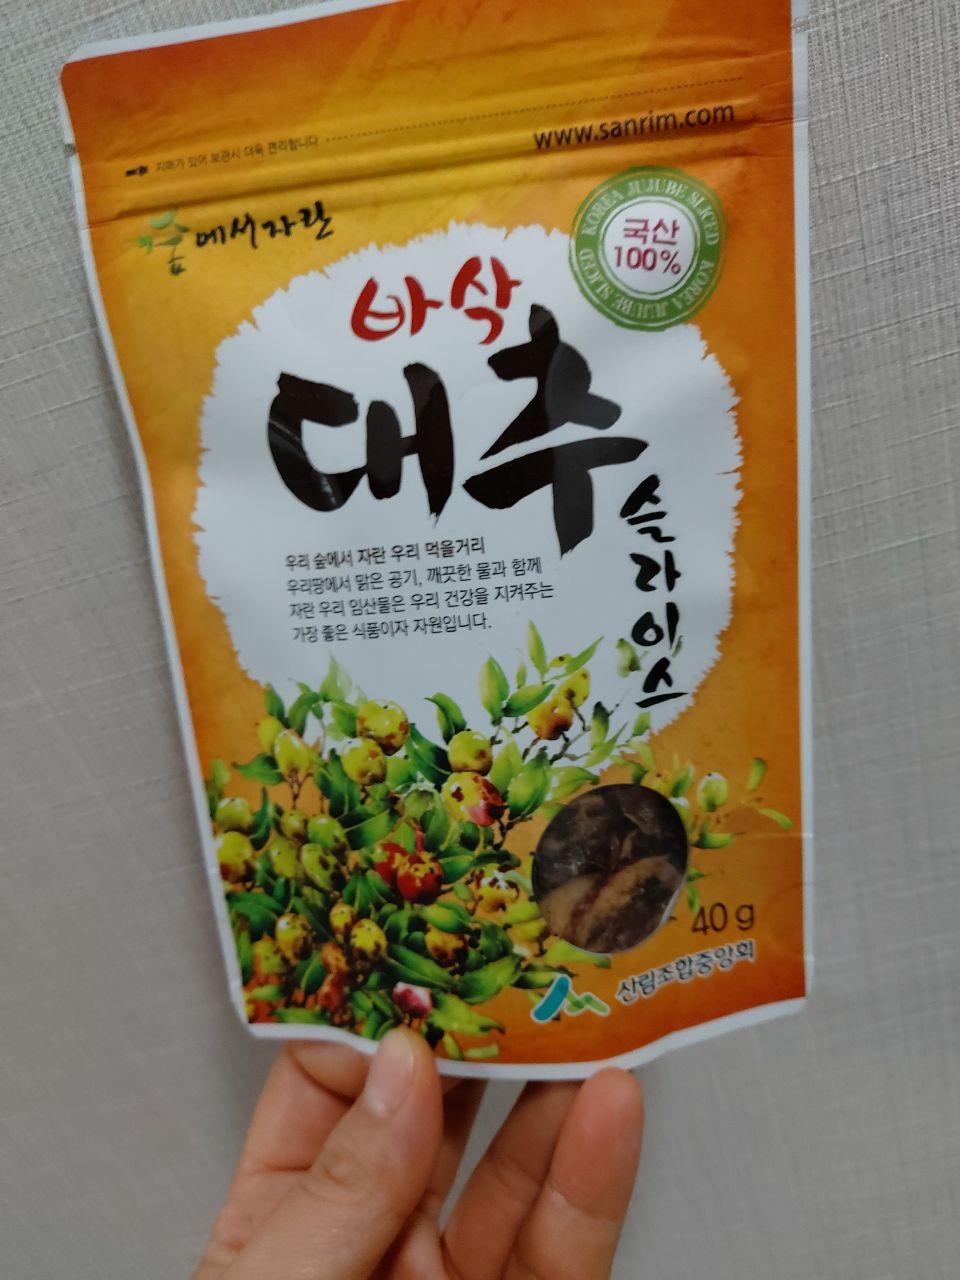 www.sanrim.com
지퍼가 있어 보관시 더욱 편리합니다
숲에서자란
KOREA JUJUBE SLICED KOREA JUJUBE SLICED
국산
100%
바삭
대추
슬라이스
우리 숲에서 자란 우리 먹을거리
우리땅에서 맑은 공기, 깨끗한 물과 함께
자란 우리 임산물은 우리 건강을 지켜주는
가장 좋은 식품이자 자원입니다.
40 g
산림조합중앙회